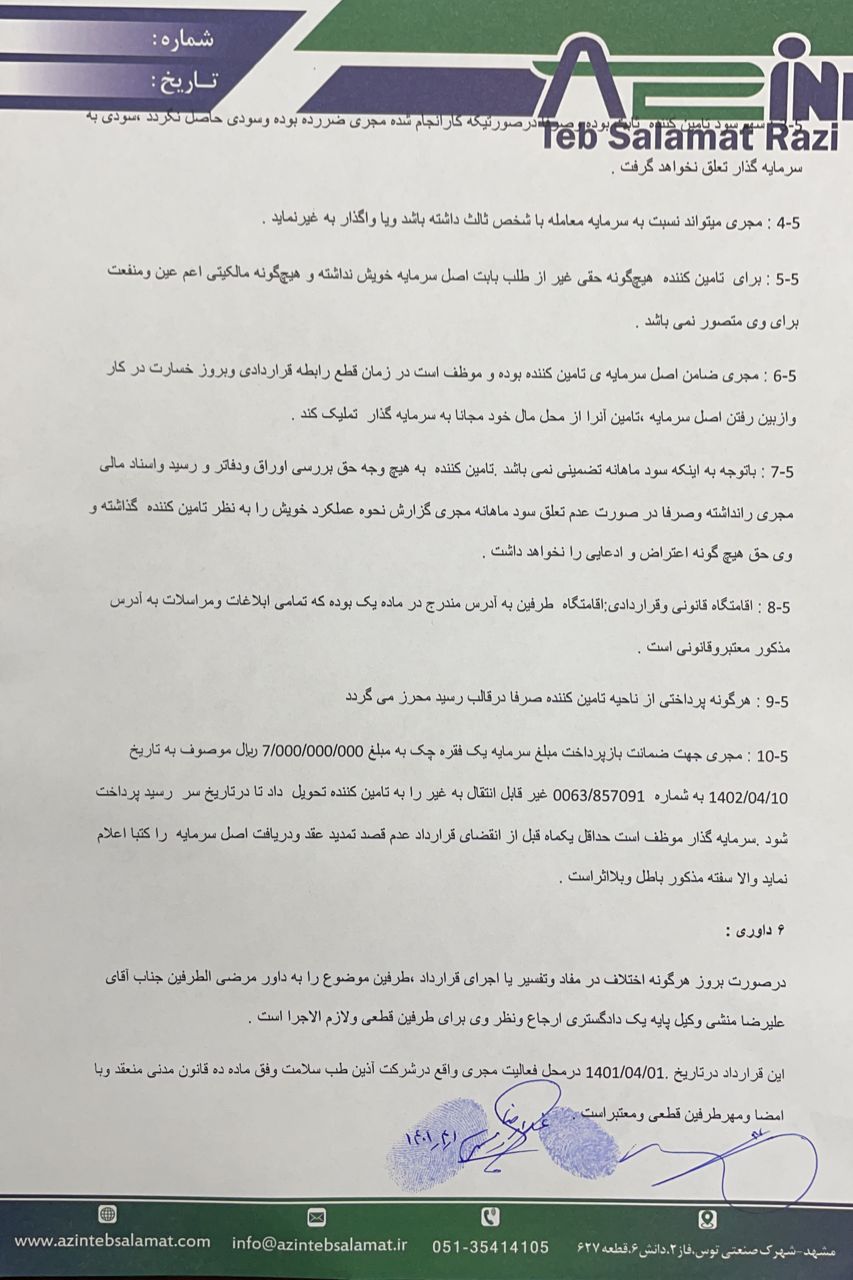 شماره :
تـاریخ :
AZIN
Teb Salamat Razi
سود تامین کننده بوده صرفا درصورتیکه کارانجام شده مجری ضررده بوده وسودی حاصل نگردد ،سودی به
سرمایه گذار تعلق نخواهد گرفت .
4-5 : مجری میتواند نسبت به سرمایه معامله با شخص ثالث داشته باشد ویا واگذار به غیرنماید .
5-5 : برای تامین کننده هیچگونه حقی غیر از طلب بابت اصل سرمایه خویش نداشته و هیچگونه مالکیتی اعم عین ومنفعت
برای وی متصور نمی باشد .
6-5 : مجری ضامن اصل سرمایه ی تامین کننده بوده و موظف است در زمان قطع رابطه قراردادی وبروز خسارت در کار
وازبین رفتن اصل سرمایه ،تامین آنرا از محل مال خود مجانا به سرمایه گذار تملیک کند .
7-5 : باتوجه به اینکه سود ماهانه تضمینی نمی باشد .تامین کننده به هیچ وجه حق بررسی اوراق ودفاتر و رسید واسناد مالی
مجری رانداشته وصرفا در صورت عدم تعلق سود ماهانه مجری گزارش نحوه عملکرد خویش را به نظر تامین کننده گذاشته و
وی حق هیچ گونه اعتراض و ادعایی را نخواهد داشت .
8-5 : اقامتگاه قانونی وقراردادی:اقامتگاه طرفین به آدرس مندرج در ماده یک بوده که تمامی ابلاغات ومراسلات به آدرس
مذکور معتبروقانونی است .
9-5 : هرگونه پرداختی از ناحیه تامین کننده صرفا درقالب رسید محرز می گردد
10-5 : مجری جهت ضمانت بازپرداخت مبلغ سرمایه یک فقره چک به مبلغ 7/000/000/000 ریال موصوف به تاریخ
1402/04/10 به شماره 0063/857091 غیر قابل انتقال به غیر را به تامین کننده تحویل داد تا درتاریخ سر رسید پرداخت
شود .سرمایه گذار موظف است حداقل یکماه قبل از انقضای قرارداد عدم قصد تمدید عقد ودریافت اصل سرمایه را کتبا اعلام
نماید والا سفته مذکور باطل وبلااثراست .
۶ داوری :
درصورت بروز هرگونه اختلاف در مفاد وتفسیر یا اجرای قرارداد ،طرفین موضوع را به داور مرضی الطرفین جناب آقای
علیرضا منشی وکیل پایه یک دادگستری ارجاع ونظر وی برای طرفین قطعی ولازم الاجرا است .
این قرارداد درتاریخ .1401/04/01 درمحل فعالیت مجری واقع درشرکت آذین طب سلامت وفق ماده ده قانون مدنی منعقد وبا
امضا ومهرطرفین قطعی ومعتبراست .
۱۴۰۱,۴,۱
www.azintebsalamat.com
info@azintebsalamat.ir
051-35414105
مشهد-شهرک صنعتی توس،فاز۲،دانش۶،قطعه ۶۲۷